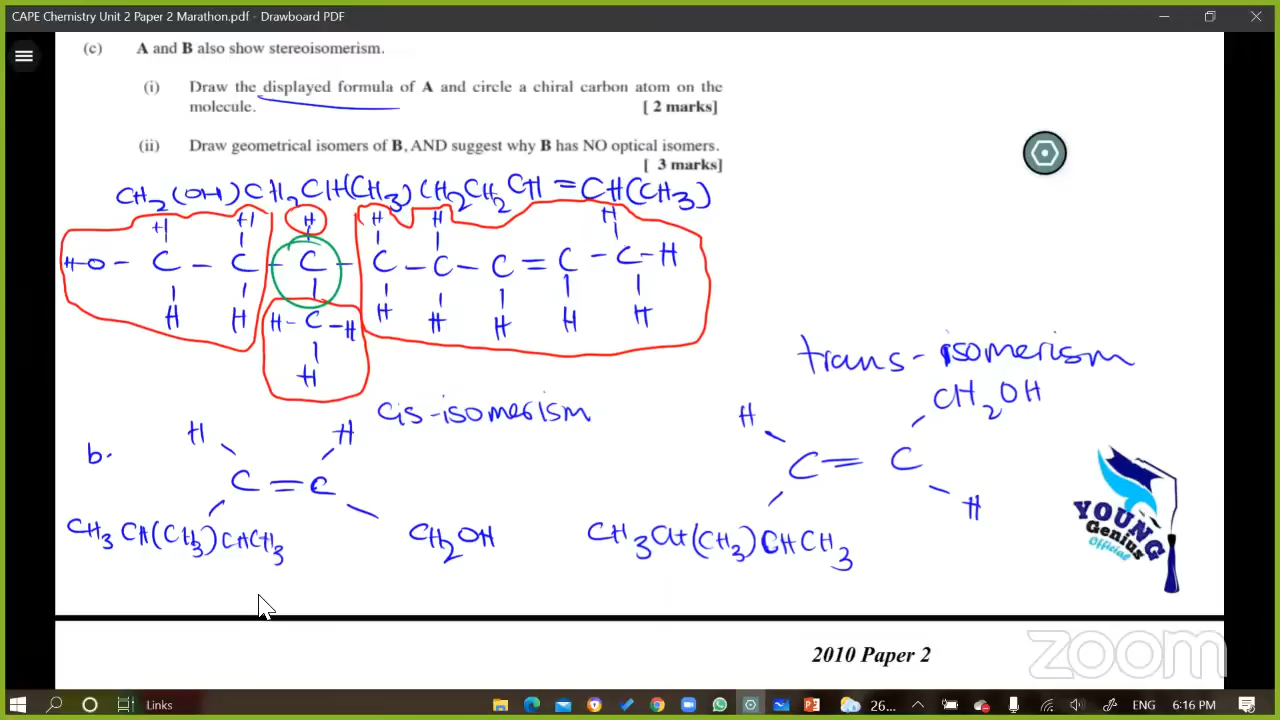 CAPE Chemistry Unit 2 Paper 2 Marathon.pdf - Drawboard PDF
(c) A and B also show stereoisomerism.
(i) Draw the displayed formula of A and circle a chiral carbon atom on the
molecule. [ 2 marks]
(ii) Draw geometrical isomers of B, AND suggest why B has NO optical isomers.
[ 3 marks]
CH2(OH)CH2CH(CH3)CH2CH2CH=CH(CH3)
H H H H H H
H-O-C-C-C-C-C-C=C-C-H
H H H-C-H H H H H H
H
trans-isomerism
cis-isomerism
b.
H H
C=C
CH3CH(CH3)CHCH3 CH2OH
H CH2OH
C=C
H
CH3CH(CH3)CHCH3
YOUNG
Genius
Official
2010 Paper 2
zoom
Links
26...
ENG
6:16 PM